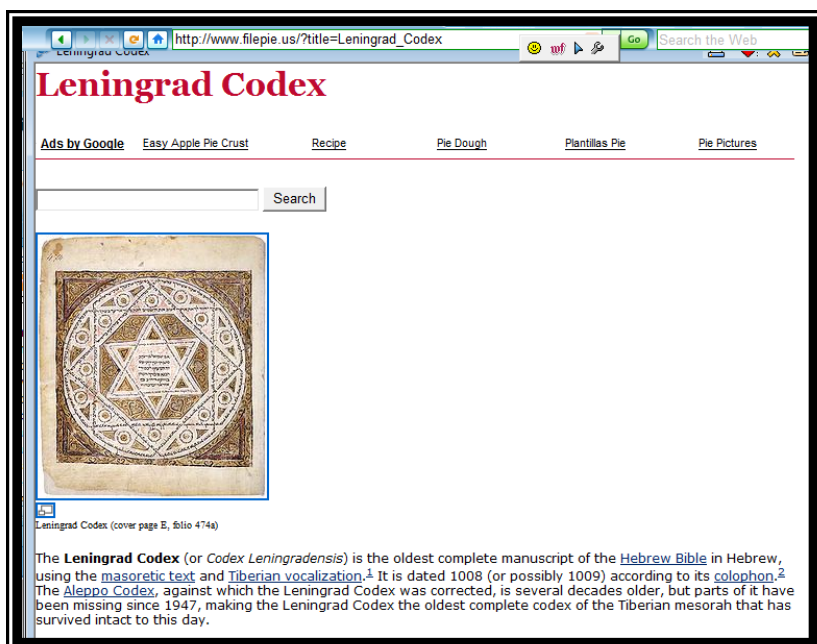 http://www.filepie.us/?title=Leningrad_Codex
Go
Search the Web
Leningrad Codex
Leningrad Codex
Ads by Google Easy Apple Pie Crust Recipe Pie Dough Plantillas Pie Pie Pictures
Search
Leningrad Codex (cover page E, folio 474a)
The Leningrad Codex (or Codex Leningradensis) is the oldest complete manuscript of the Hebrew Bible in Hebrew,
using the masoretic text and Tiberian vocalization.1 It is dated 1008 (or possibly 1009) according to its colophon.2
The Aleppo Codex, against which the Leningrad Codex was corrected, is several decades older, but parts of it have
been missing since 1947, making the Leningrad Codex the oldest complete codex of the Tiberian mesorah that has
survived intact to this day.